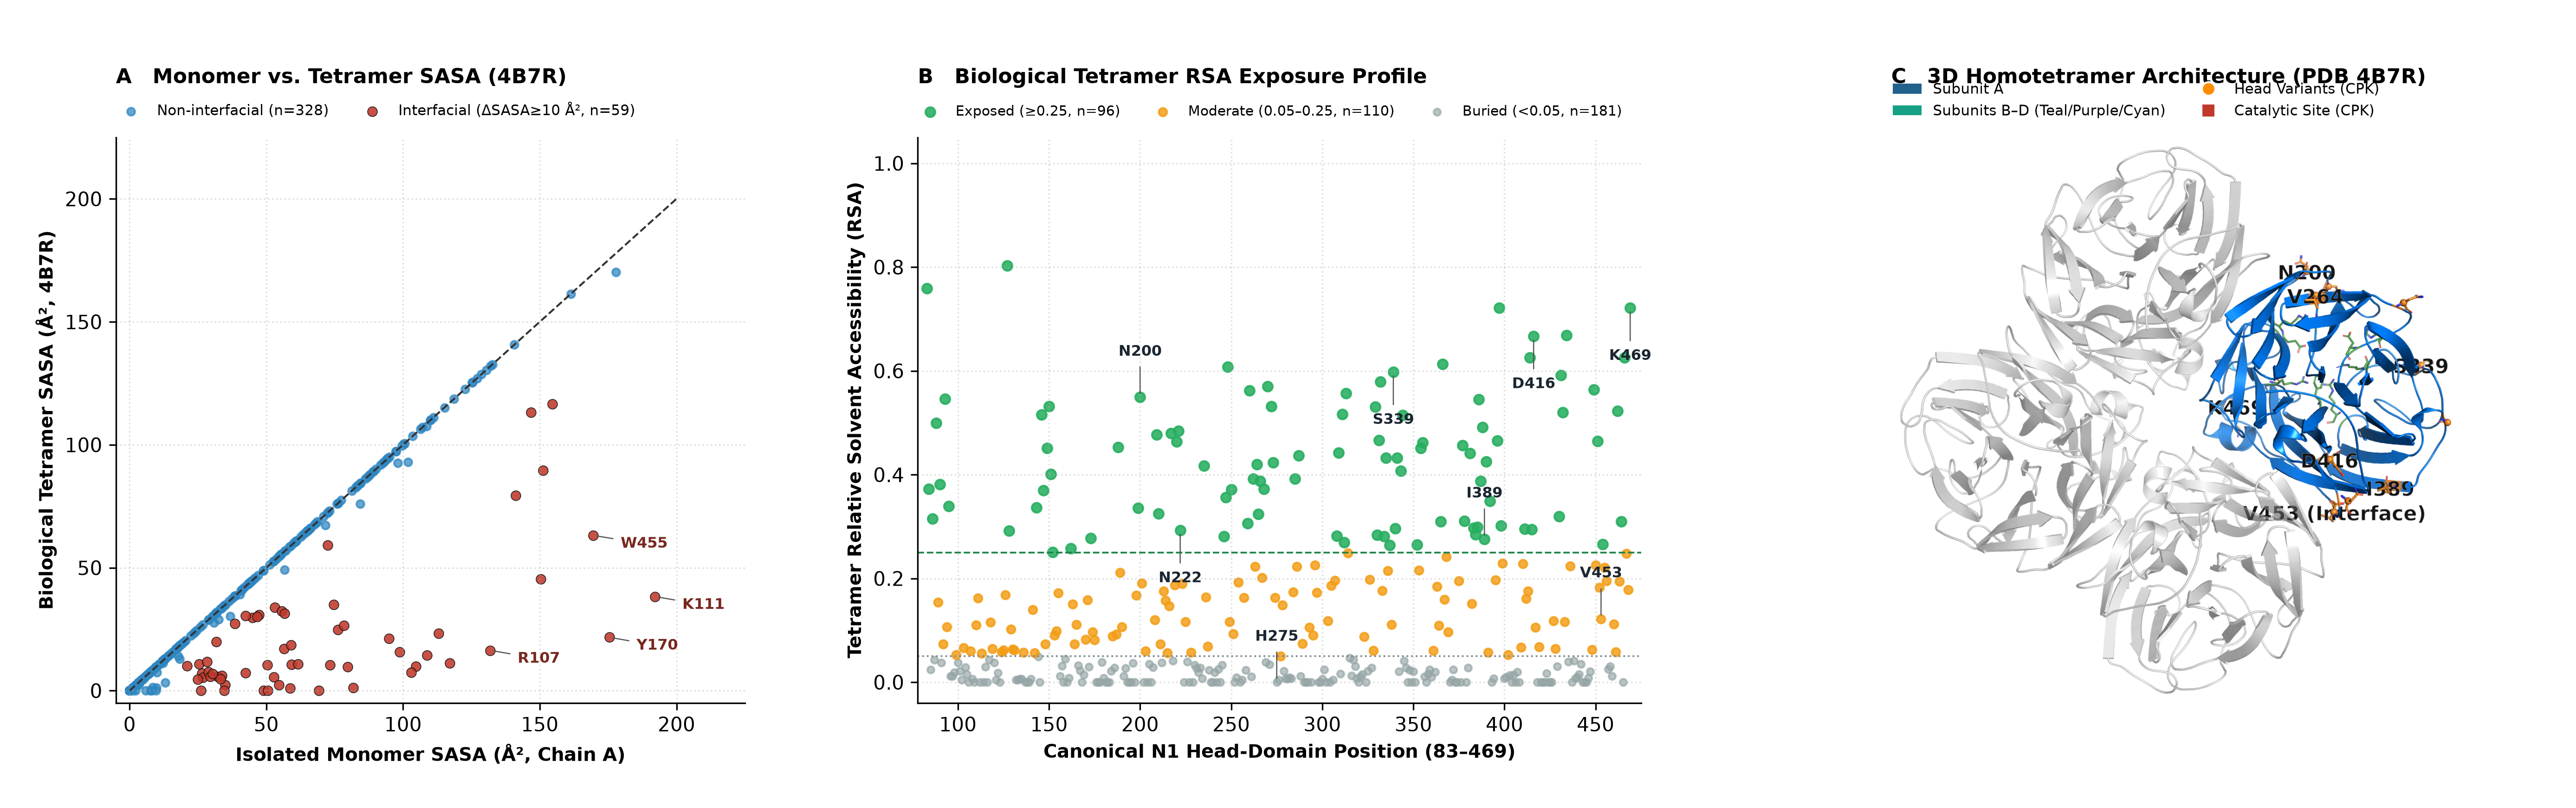 A Monomer vs. Tetramer SASA (4B7R)
Non-interfacial (n=328)
Interfacial (ΔSASA≥10 Å², n=59)
Biological Tetramer SASA (Å², 4B7R)
200
150
100
50
0
W455
K111
Y170
R107
0 50 100 150 200
Isolated Monomer SASA (Å², Chain A)
B Biological Tetramer RSA Exposure Profile
Exposed (≥0.25, n=96)
Moderate (0.05–0.25, n=110)
Buried (<0.05, n=181)
Tetramer Relative Solvent Accessibility (RSA)
1.0
0.8
0.6
0.4
0.2
0.0
N200
K469
D416
S339
I389
N222
V453
H275
100 150 200 250 300 350 400 450
Canonical N1 Head-Domain Position (83–469)
C 3D Homotetramer Architecture (PDB 4B7R)
Subunit A
Head Variants (CPK)
Subunits B–D (Teal/Purple/Cyan)
Catalytic Site (CPK)
N200
V264
S339
K469
D416
I389
V453 (Interface)